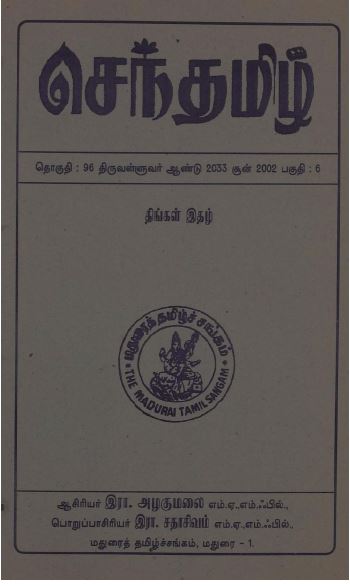 செந்தமிழ்
தொகுதி : 96 திருவள்ளுவர் ஆண்டு 2033 சூன் 2002 பகுதி : 6
திங்கள் இதழ்
மதுரைத்தமிழ்ச்சங்கம்
THE MADURAI TAMIL SANGAM
ஆசிரியர் இரா. அழகுமலை எம்.ஏ.,எம்.ஃபில்.,
பொறுப்பாசிரியர் இரா. சதாசிவம் எம்.ஏ.,எம்.ஃபில்.,
மதுரைத் தமிழ்ச்சங்கம், மதுரை - 1.